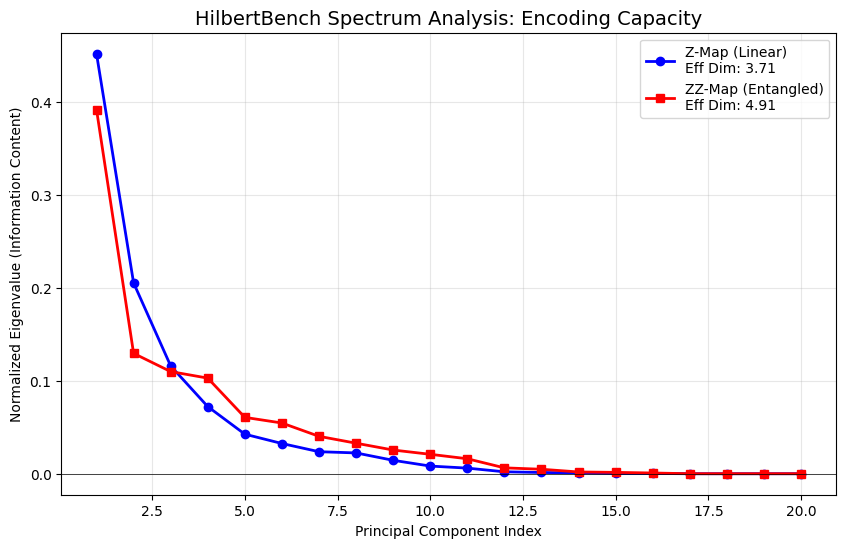 HilbertBench Spectrum Analysis: Encoding Capacity
Z-Map (Linear)
Eff Dim: 3.71
ZZ-Map (Entangled)
Eff Dim: 4.91
Normalized Eigenvalue (Information Content)
0.4
0.3
0.2
0.1
0.0
2.5 5.0 7.5 10.0 12.5 15.0 17.5 20.0
Principal Component Index